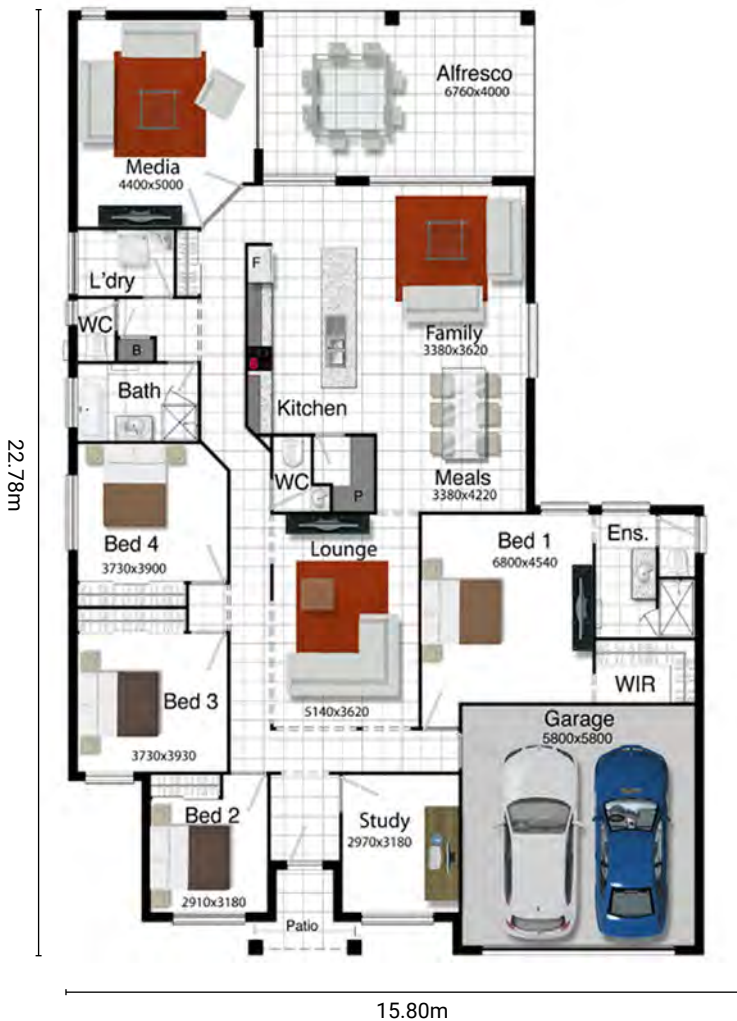 Alfresco
6760x4000
Media
4400x5000
L'dry
F
WC
B
Family
3380x3620
Bath
Kitchen
WC
P
Meals
3380x4220
Lounge
5140x3620
Bed 4
3730x3900
Bed 1
6800x4540
Ens.
WIR
Bed 3
3730x3930
Garage
5800x5800
Bed 2
2910x3180
Study
2970x3180
Patio
22.78m
15.80m